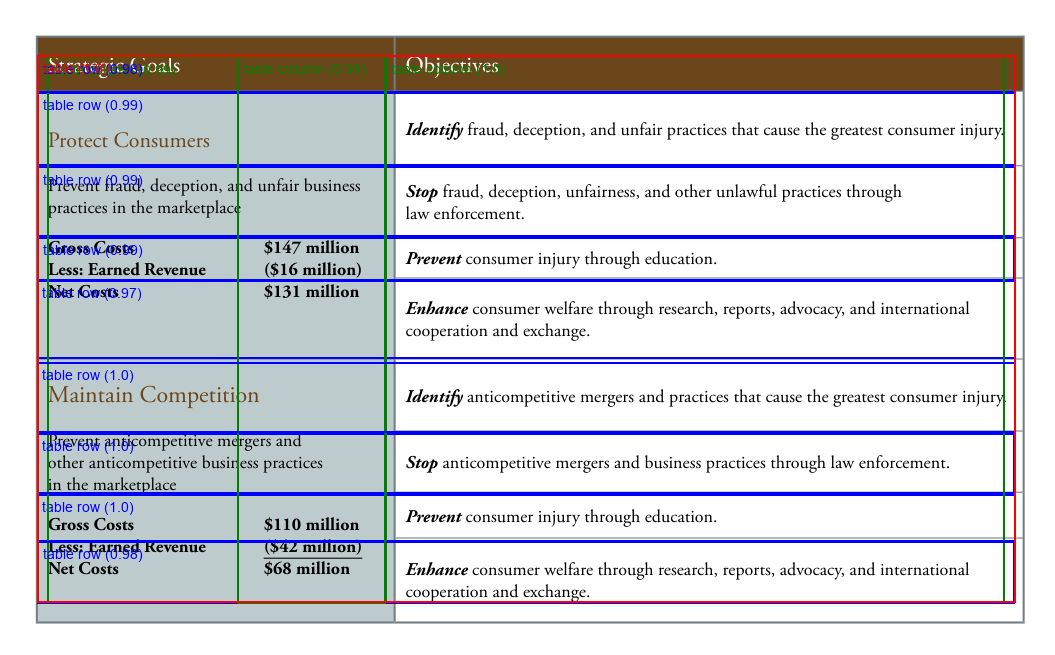 Strategic Goals
Objectives
table row (0.98)
table column (0.98)
table row (0.99)
Protect Consumers
Identify fraud, deception, and unfair practices that cause the greatest consumer injury.
table row (0.99)
Prevent fraud, deception, and unfair business
practices in the marketplace
Stop fraud, deception, unfairness, and other unlawful practices through
law enforcement.
table row (0.99)
Gross Costs $147 million
Less: Earned Revenue ($16 million)
Net Costs $131 million
Prevent consumer injury through education.
table row (0.97)
Enhance consumer welfare through research, reports, advocacy, and international
cooperation and exchange.
table row (1.0)
Maintain Competition
Identify anticompetitive mergers and practices that cause the greatest consumer injury.
table row (1.0)
Prevent anticompetitive mergers and
other anticompetitive business practices
in the marketplace
Stop anticompetitive mergers and business practices through law enforcement.
table row (1.0)
Gross Costs $110 million
Less: Earned Revenue ($42 million)
Net Costs $68 million
Prevent consumer injury through education.
table row (0.98)
Enhance consumer welfare through research, reports, advocacy, and international
cooperation and exchange.